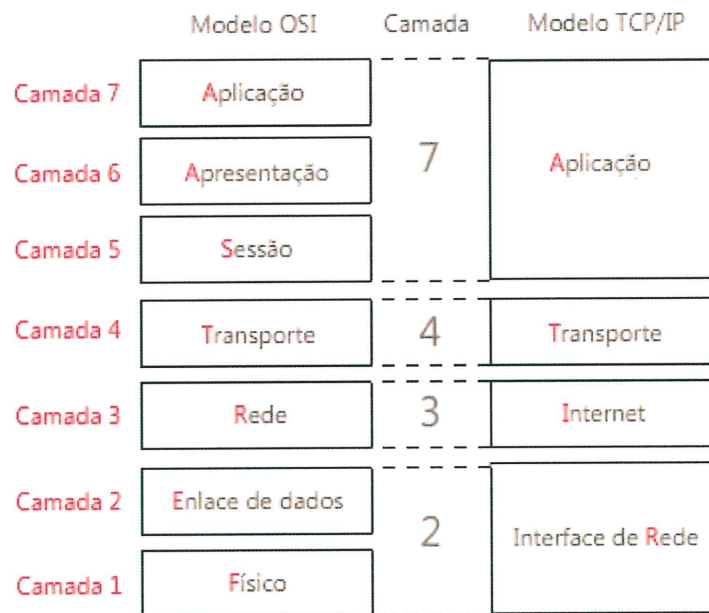 Modelo OSI Camada Modelo TCP/IP
Camada 7 Aplicação
Camada 6 Apresentação 7 Aplicação
Camada 5 Sessão
Camada 4 Transporte 4 Transporte
Camada 3 Rede 3 Internet
Camada 2 Enlace de dados
2 Interface de Rede
Camada 1 Físico